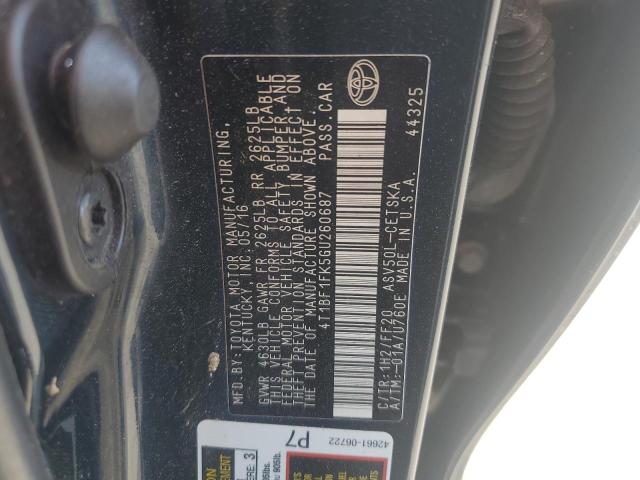 MFD.BY:TOYOTA MOTOR MANUFACTURING,
KENTUCKY, INC. 05/16
GVWR 4630LB GAWR FR 2625LB RR 2625LB
THIS VEHICLE CONFORMS TO ALL APPLICABLE
FEDERAL MOTOR VEHICLE SAFETY, BUMPER AND
THEFT PREVENTION STANDARDS IN EFFECT ON
THE DATE OF MANUFACTURE SHOWN ABOVE.
4T1BF1FK5GU260687 PASS.CAR
C/TR:1H2/FF20 ASV50L-CETSKA
A/TM:-01A/U760E MADE IN U.S.A.
44325
42661-06722
P7
3
905lb.